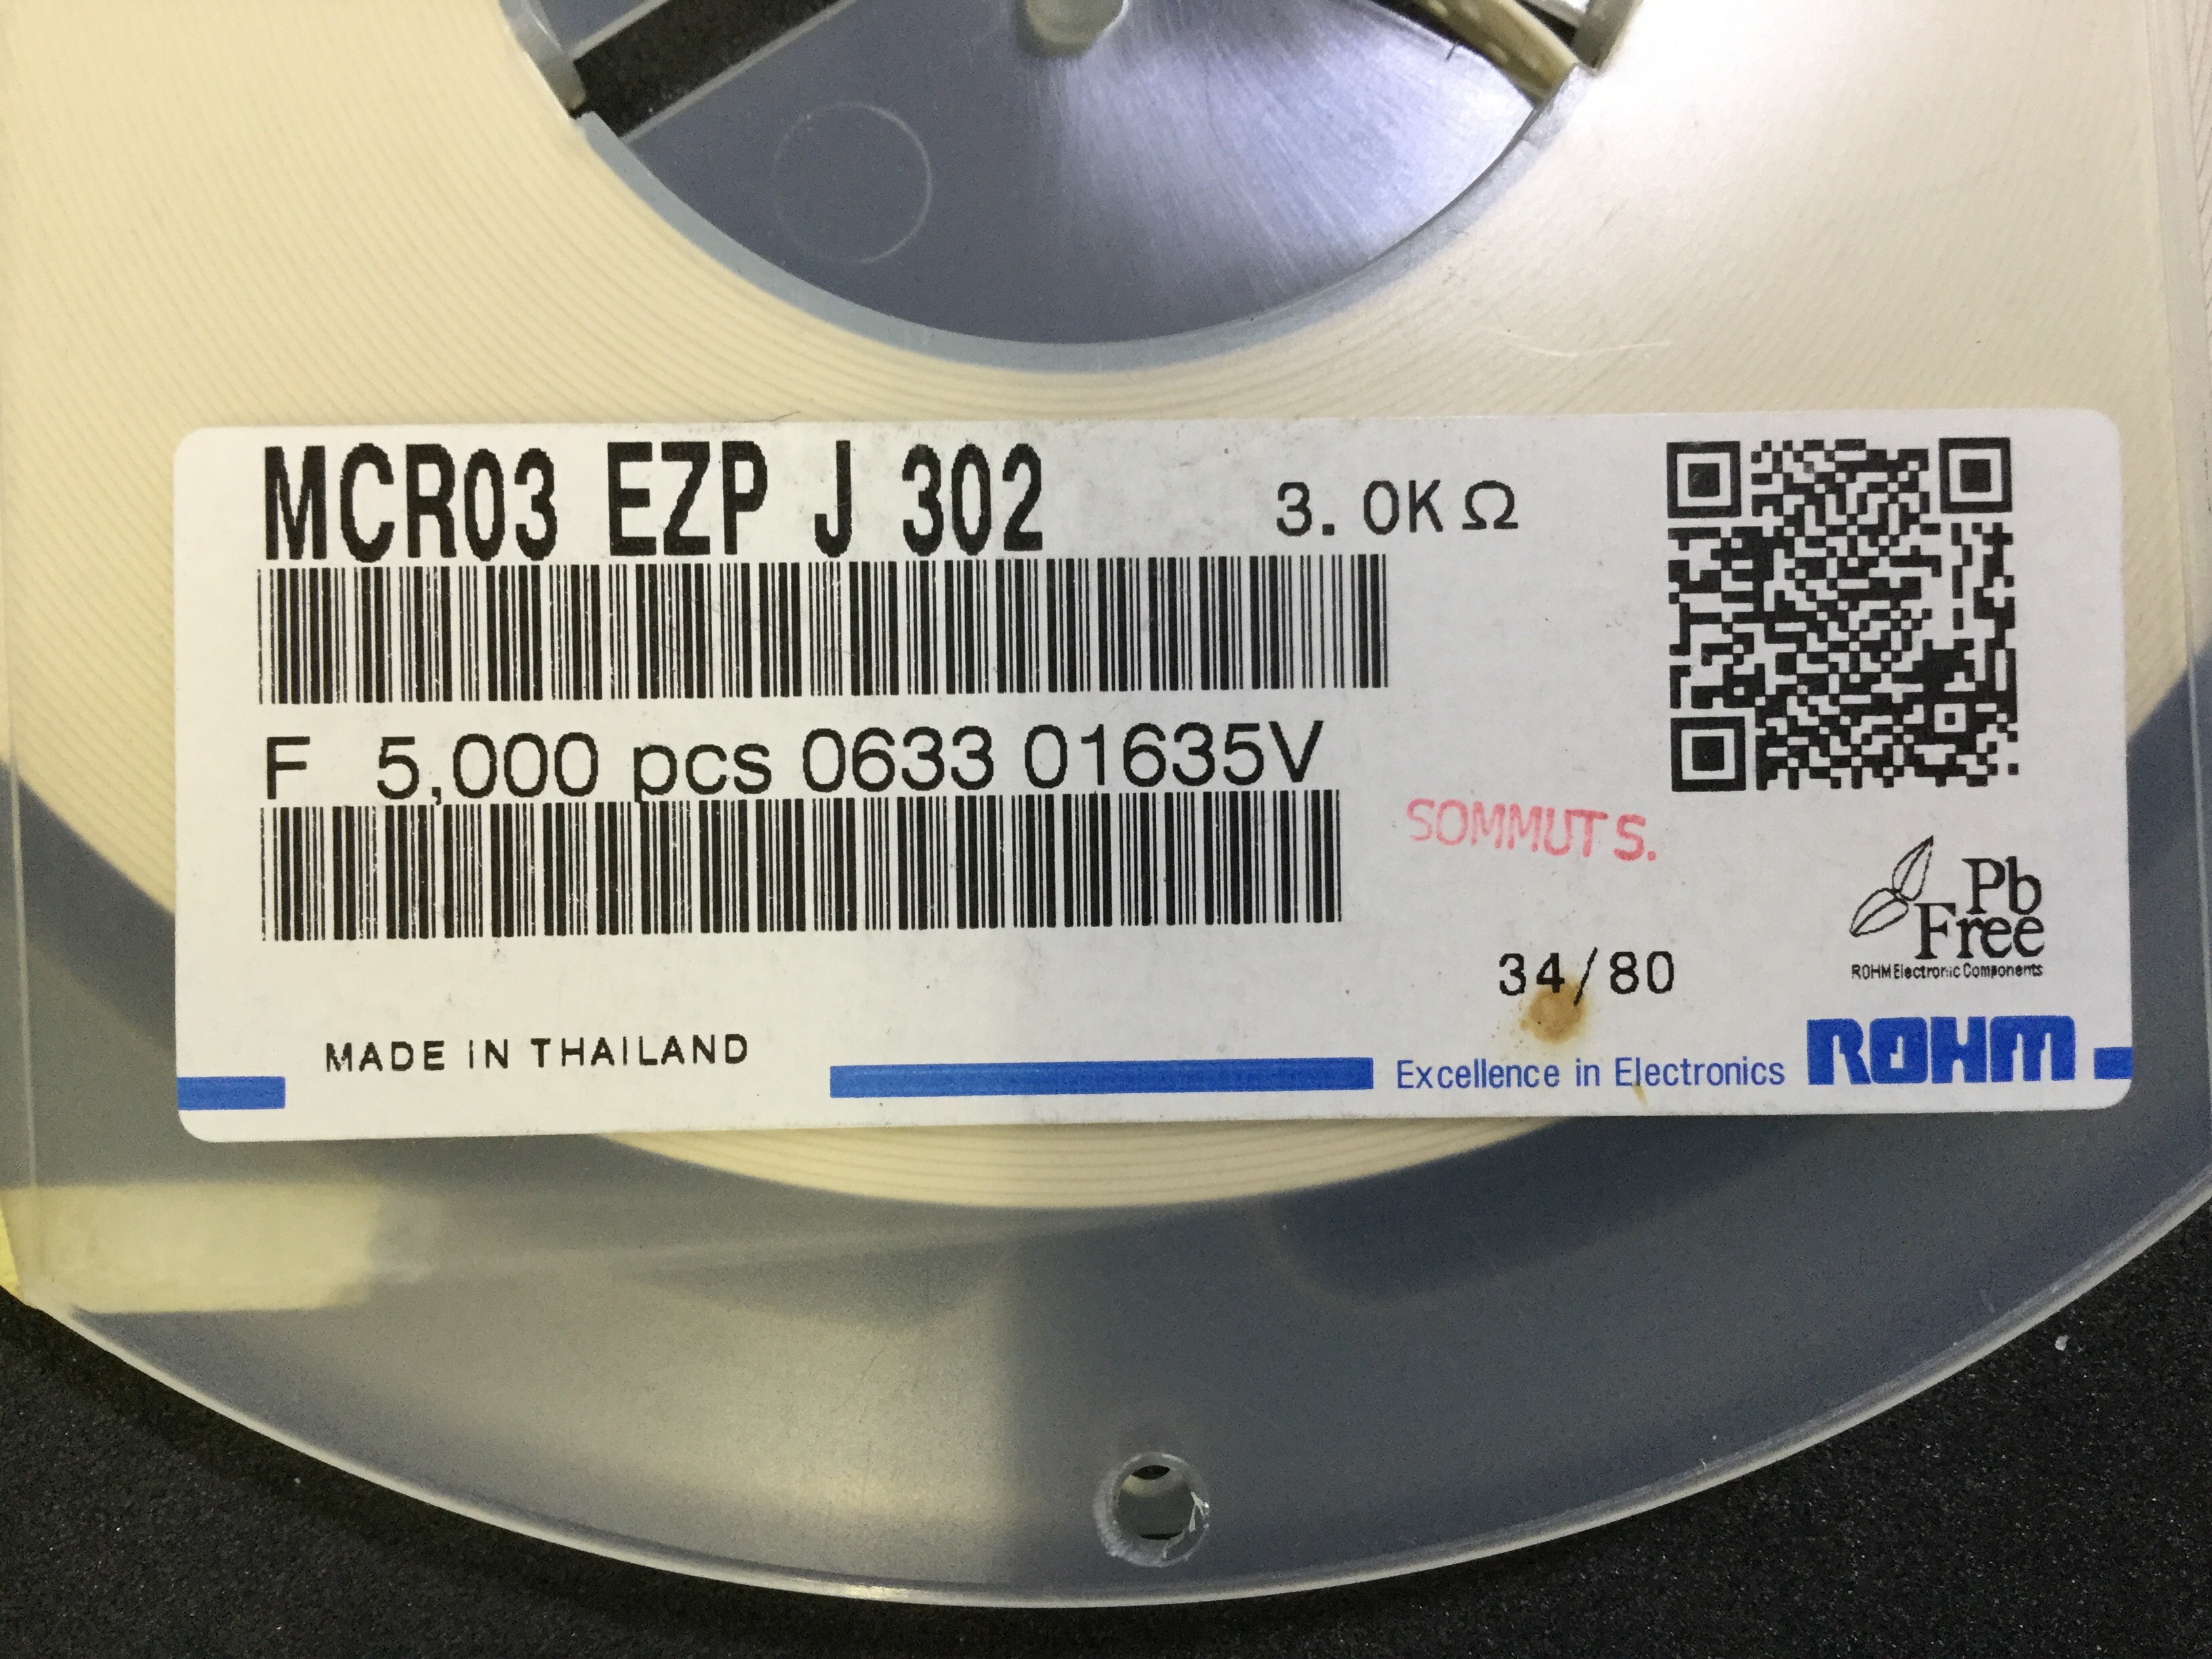 MCR03 EZP J 302
3.0KΩ
F 5,000 pcs 0633 01635V
SOMMUT S.
Pb
Free
ROHM Electronic Components
34/80
MADE IN THAILAND
Excellence in Electronics
ROHM